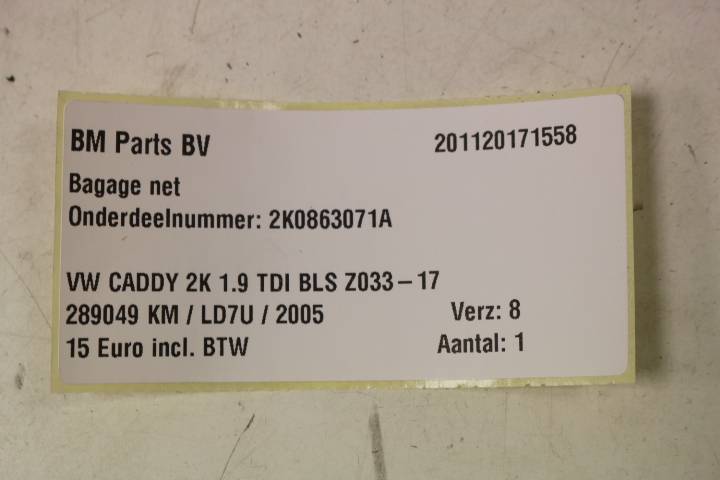 BM Parts BV 201120171558
Bagage net
Onderdeelnummer: 2K0863071A
VW CADDY 2K 1.9 TDI BLS Z033-17
289049 KM / LD7U / 2005 Verz: 8
15 Euro incl. BTW Aantal: 1